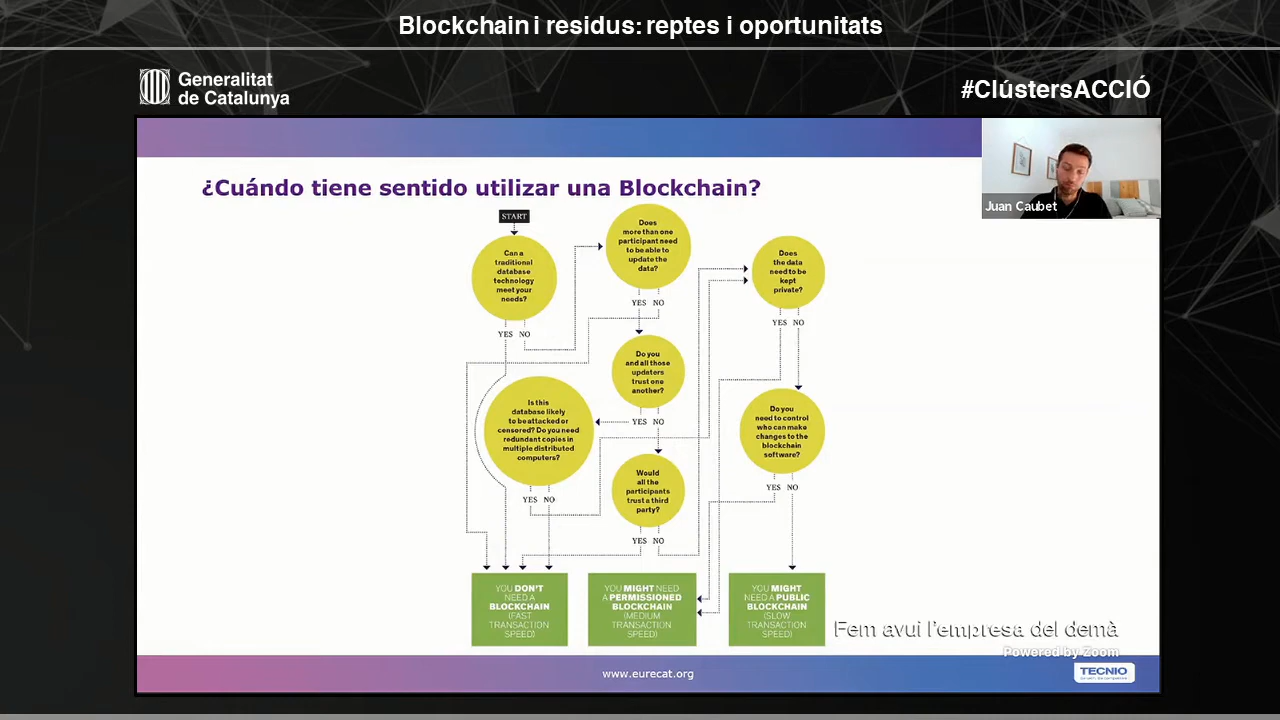 Blockchain i residus: reptes i oportunitats
Generalitat
de Catalunya
#ClústersACCIÓ
Juan Caubet
¿Cuándo tiene sentido utilizar una Blockchain?
START
Can a
traditional
database
technology
meet your
needs?
YES NO
Does
more than one
participant need
to be able to
update the
data?
YES NO
Do you
and all those
updaters
trust one
another?
YES NO
Is this
database likely
to be attacked or
censored? Do you need
redundant copies in
multiple distributed
computers?
YES NO
Would
all the
participants
trust a third
party?
YES NO
Does
the data
need to be
kept
private?
YES NO
Do you
need to control
who can make
changes to the
blockchain
software?
YES NO
YOU DON'T
NEED A
BLOCKCHAIN
(FAST
TRANSACTION
SPEED)
YOU MIGHT NEED
A PERMISSIONED
BLOCKCHAIN
(MEDIUM
TRANSACTION
SPEED)
YOU MIGHT
NEED A PUBLIC
BLOCKCHAIN
(SLOW
TRANSACTION
SPEED)
Fem avui l'empresa del demà
Powered by Zoom
www.eurecat.org
TECNIO